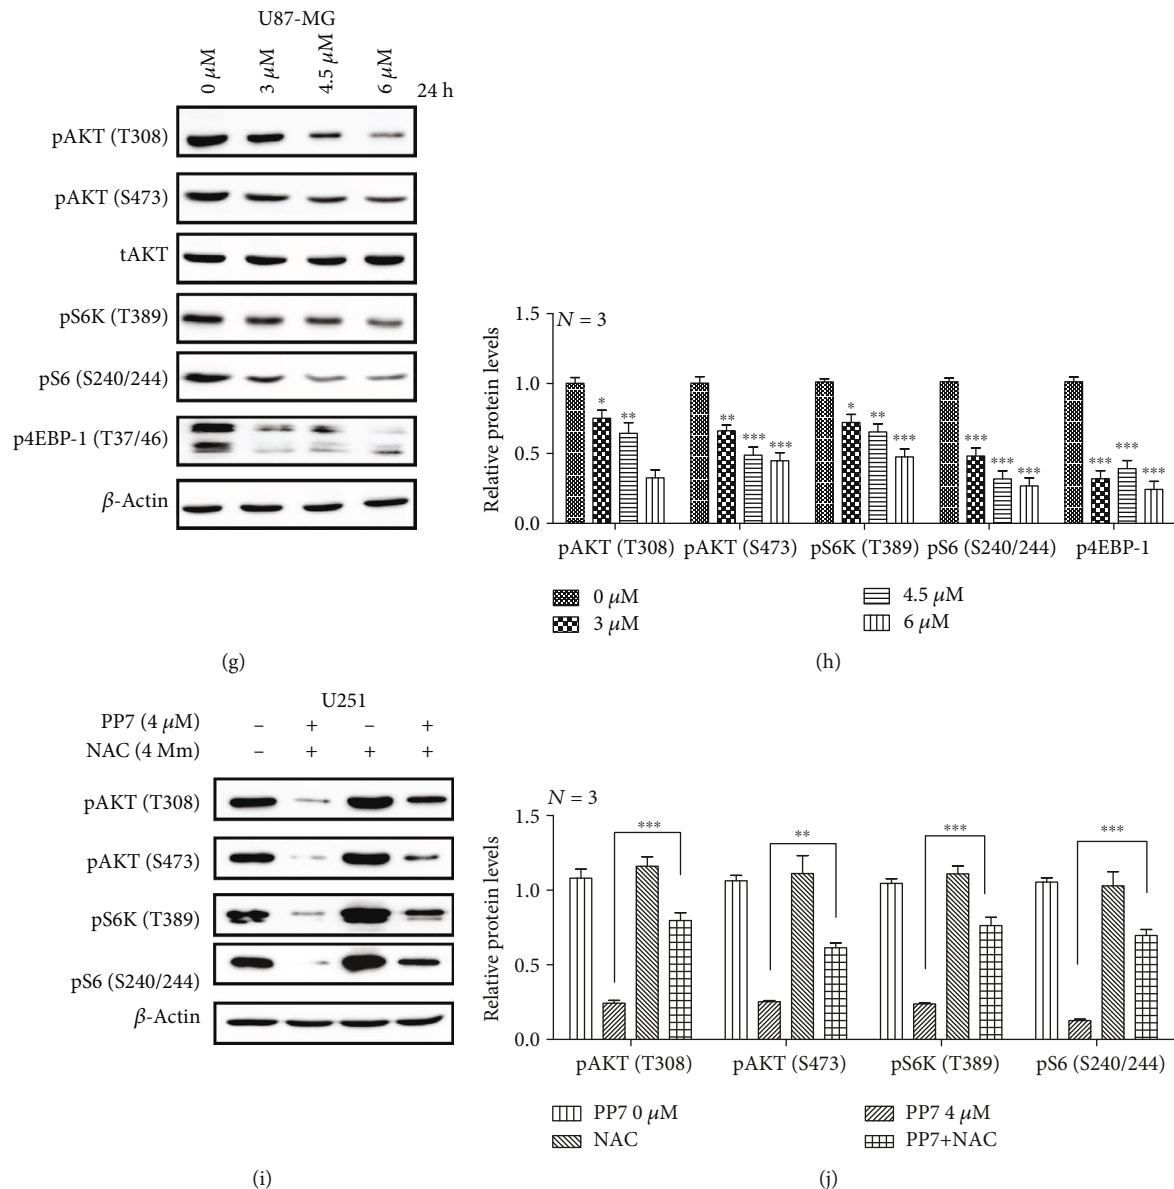 U87-MG
0 μM
3 μM
4.5 μM
6 μM
24 h
pAKT (T308)
pAKT (S473)
tAKT
pS6K (T389)
pS6 (S240/244)
p4EBP-1 (T37/46)
β-Actin
(g)
1.5
N = 3
1.0
0.5
0.0
Relative protein levels
* ** ** *** *** * ** *** *** *** *** *** *** ***
pAKT (T308) pAKT (S473) pS6K (T389) pS6 (S240/244) p4EBP-1
0 μM
4.5 μM
3 μM
6 μM
(h)
U251
PP7 (4 μM) – + – +
NAC (4 Mm) – + + +
pAKT (T308)
pAKT (S473)
pS6K (T389)
pS6 (S240/244)
β-Actin
(i)
N = 3
1.5
1.0
0.5
0.0
Relative protein levels
*** ** *** ***
pAKT (T308) pAKT (S473) pS6K (T389) pS6 (S240/244)
PP7 0 μM
PP7 4 μM
NAC
PP7+NAC
(j)